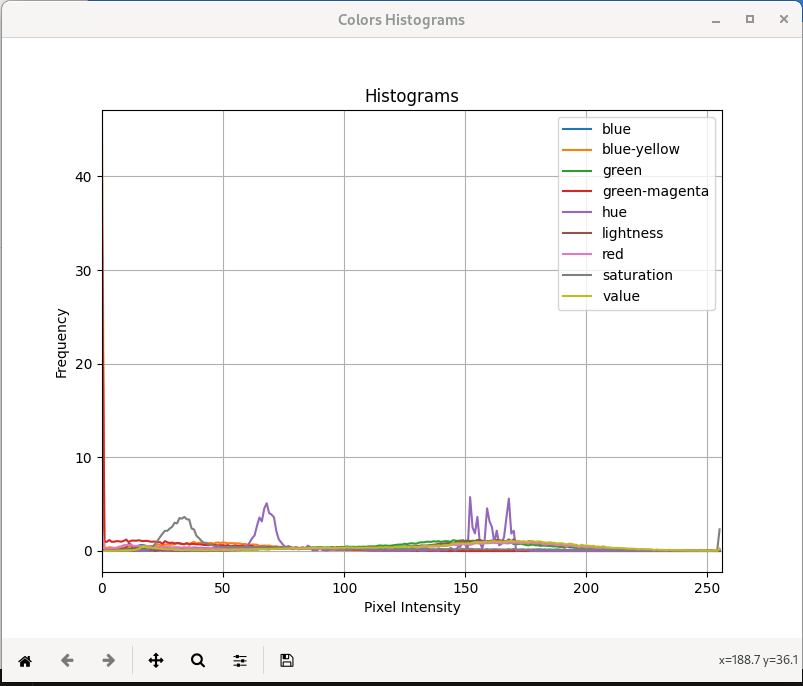 Colors Histograms
Histograms
blue
blue-yellow
green
green-magenta
hue
lightness
red
saturation
value
40
30
20
10
0
Frequency
0 50 100 150 200 250
Pixel Intensity
x=188.7 y=36.1